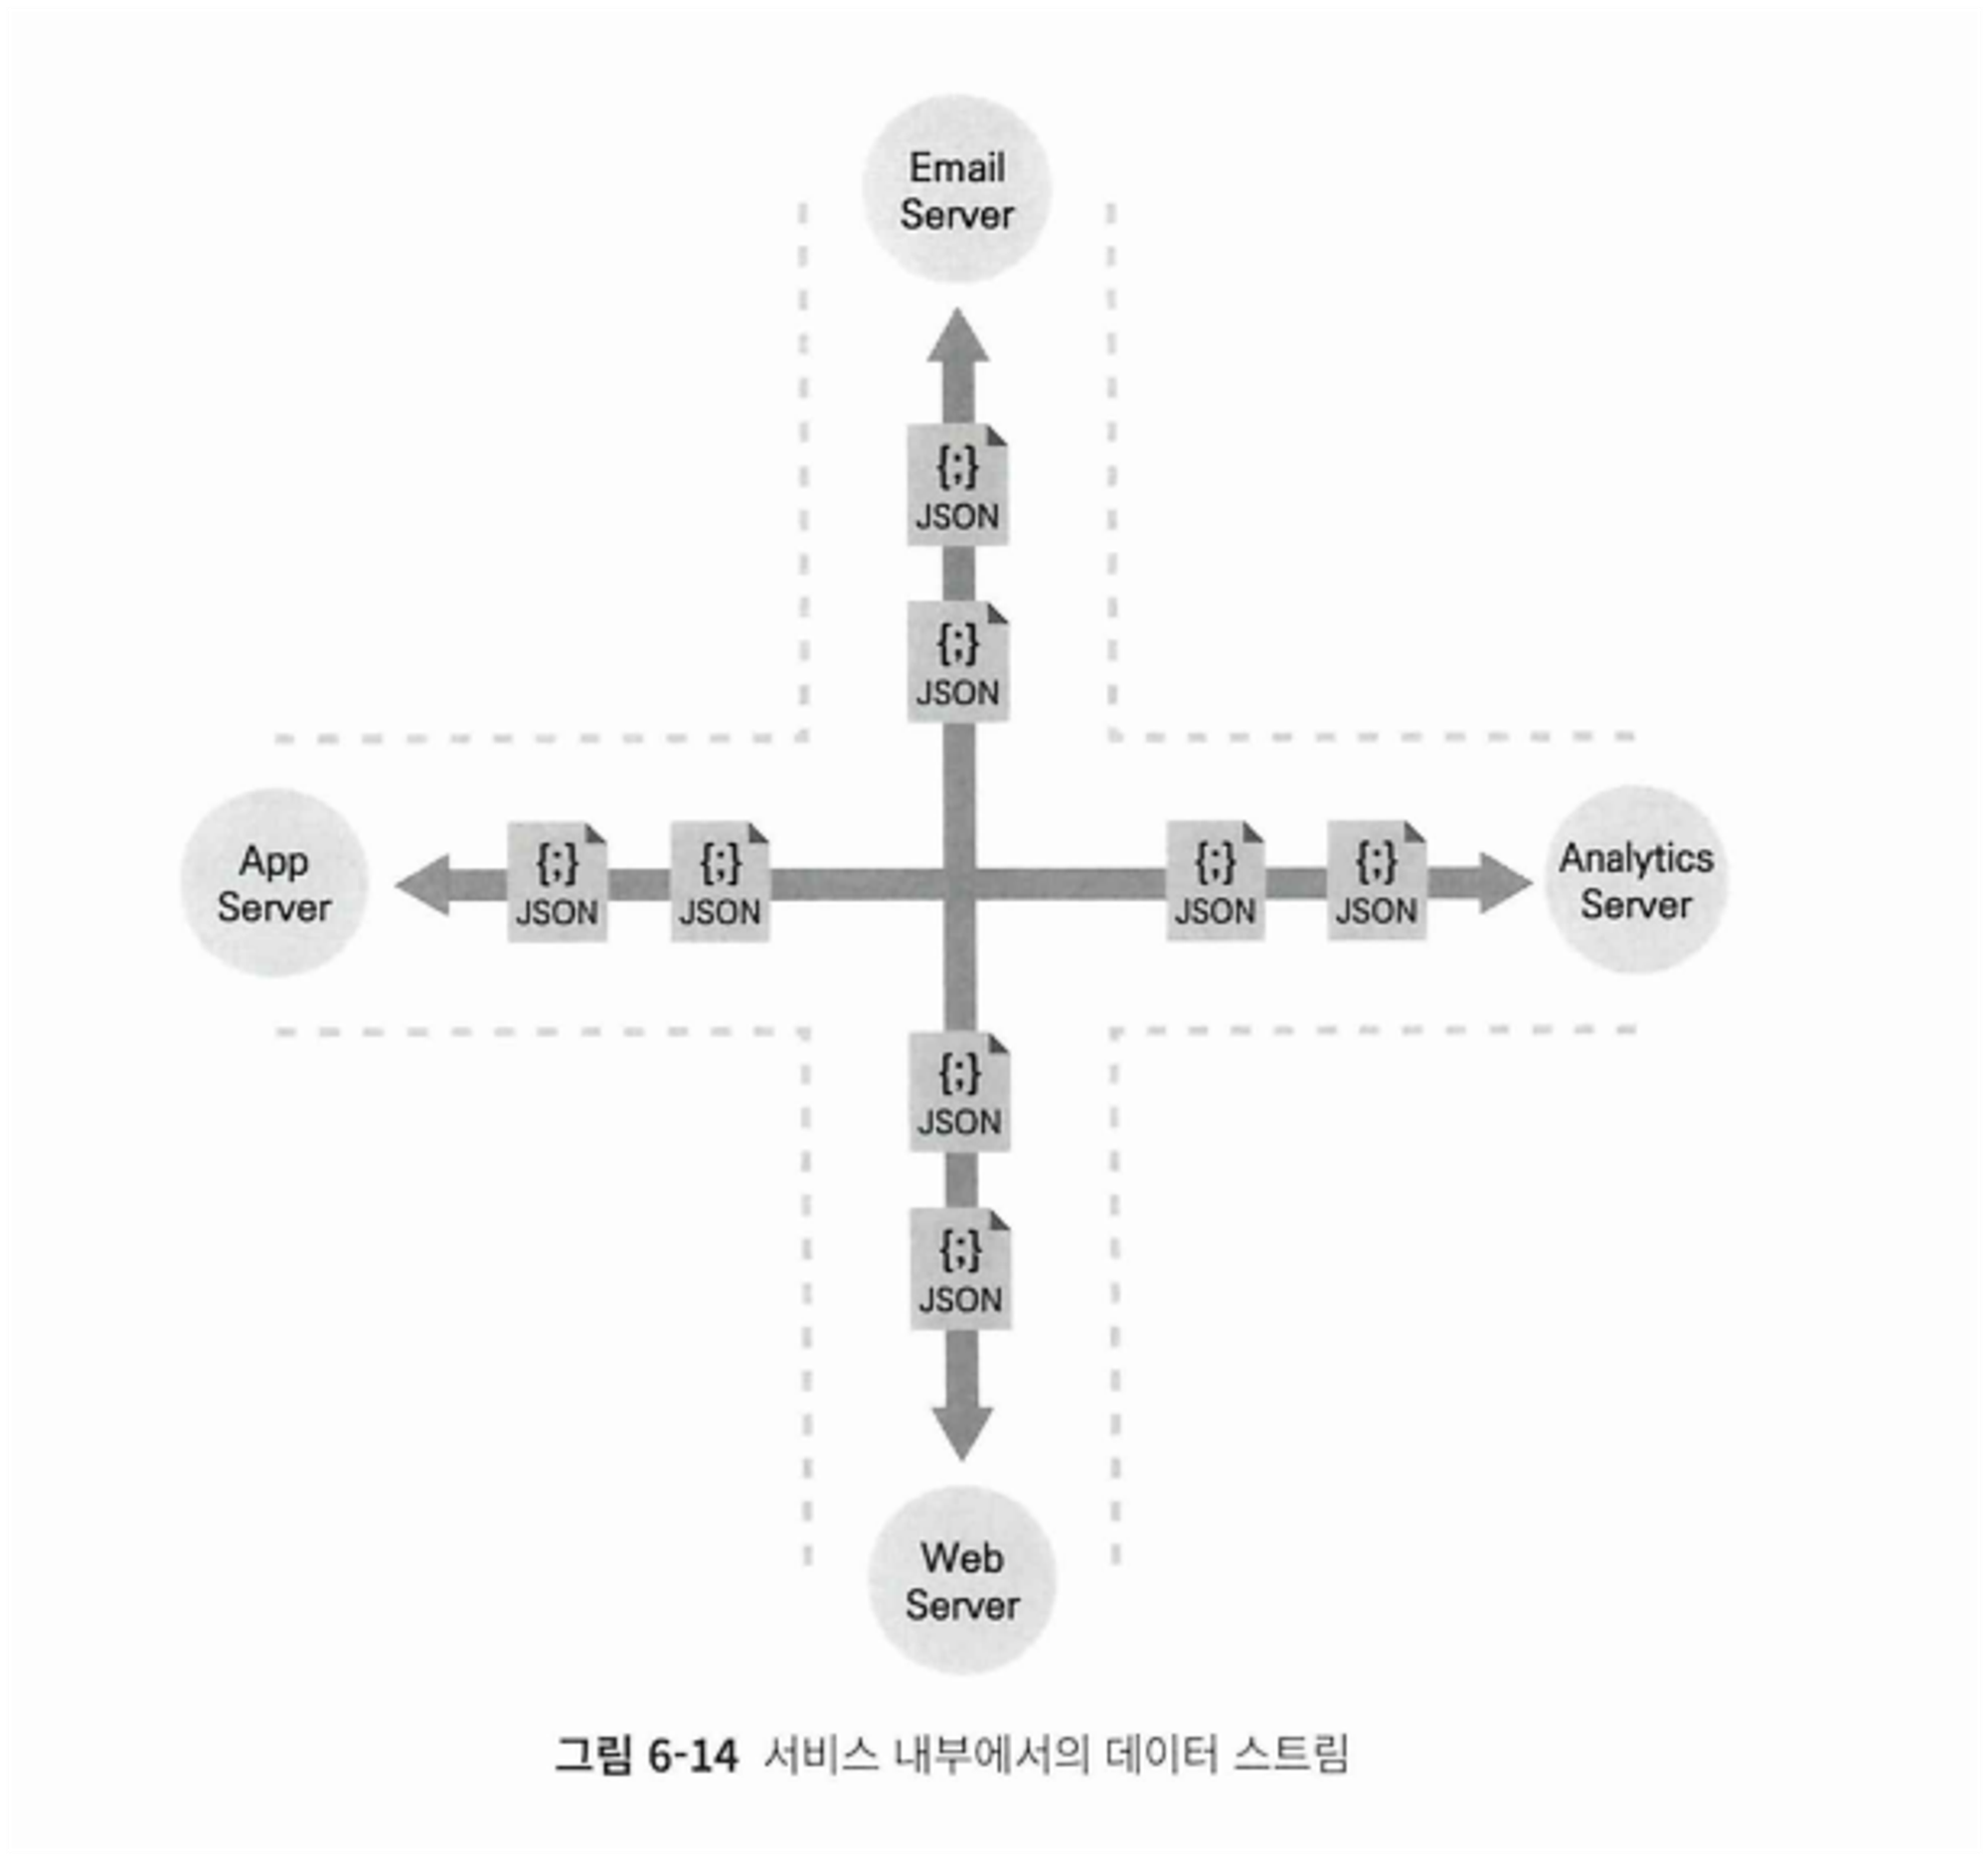 Email
Server
{;}
JSON
{;}
JSON
App
Server
{;}
JSON
{;}
JSON
{;}
JSON
{;}
JSON
Analytics
Server
{;}
JSON
{;}
JSON
Web
Server
그림 6-14 서비스 내부에서의 데이터 스트림